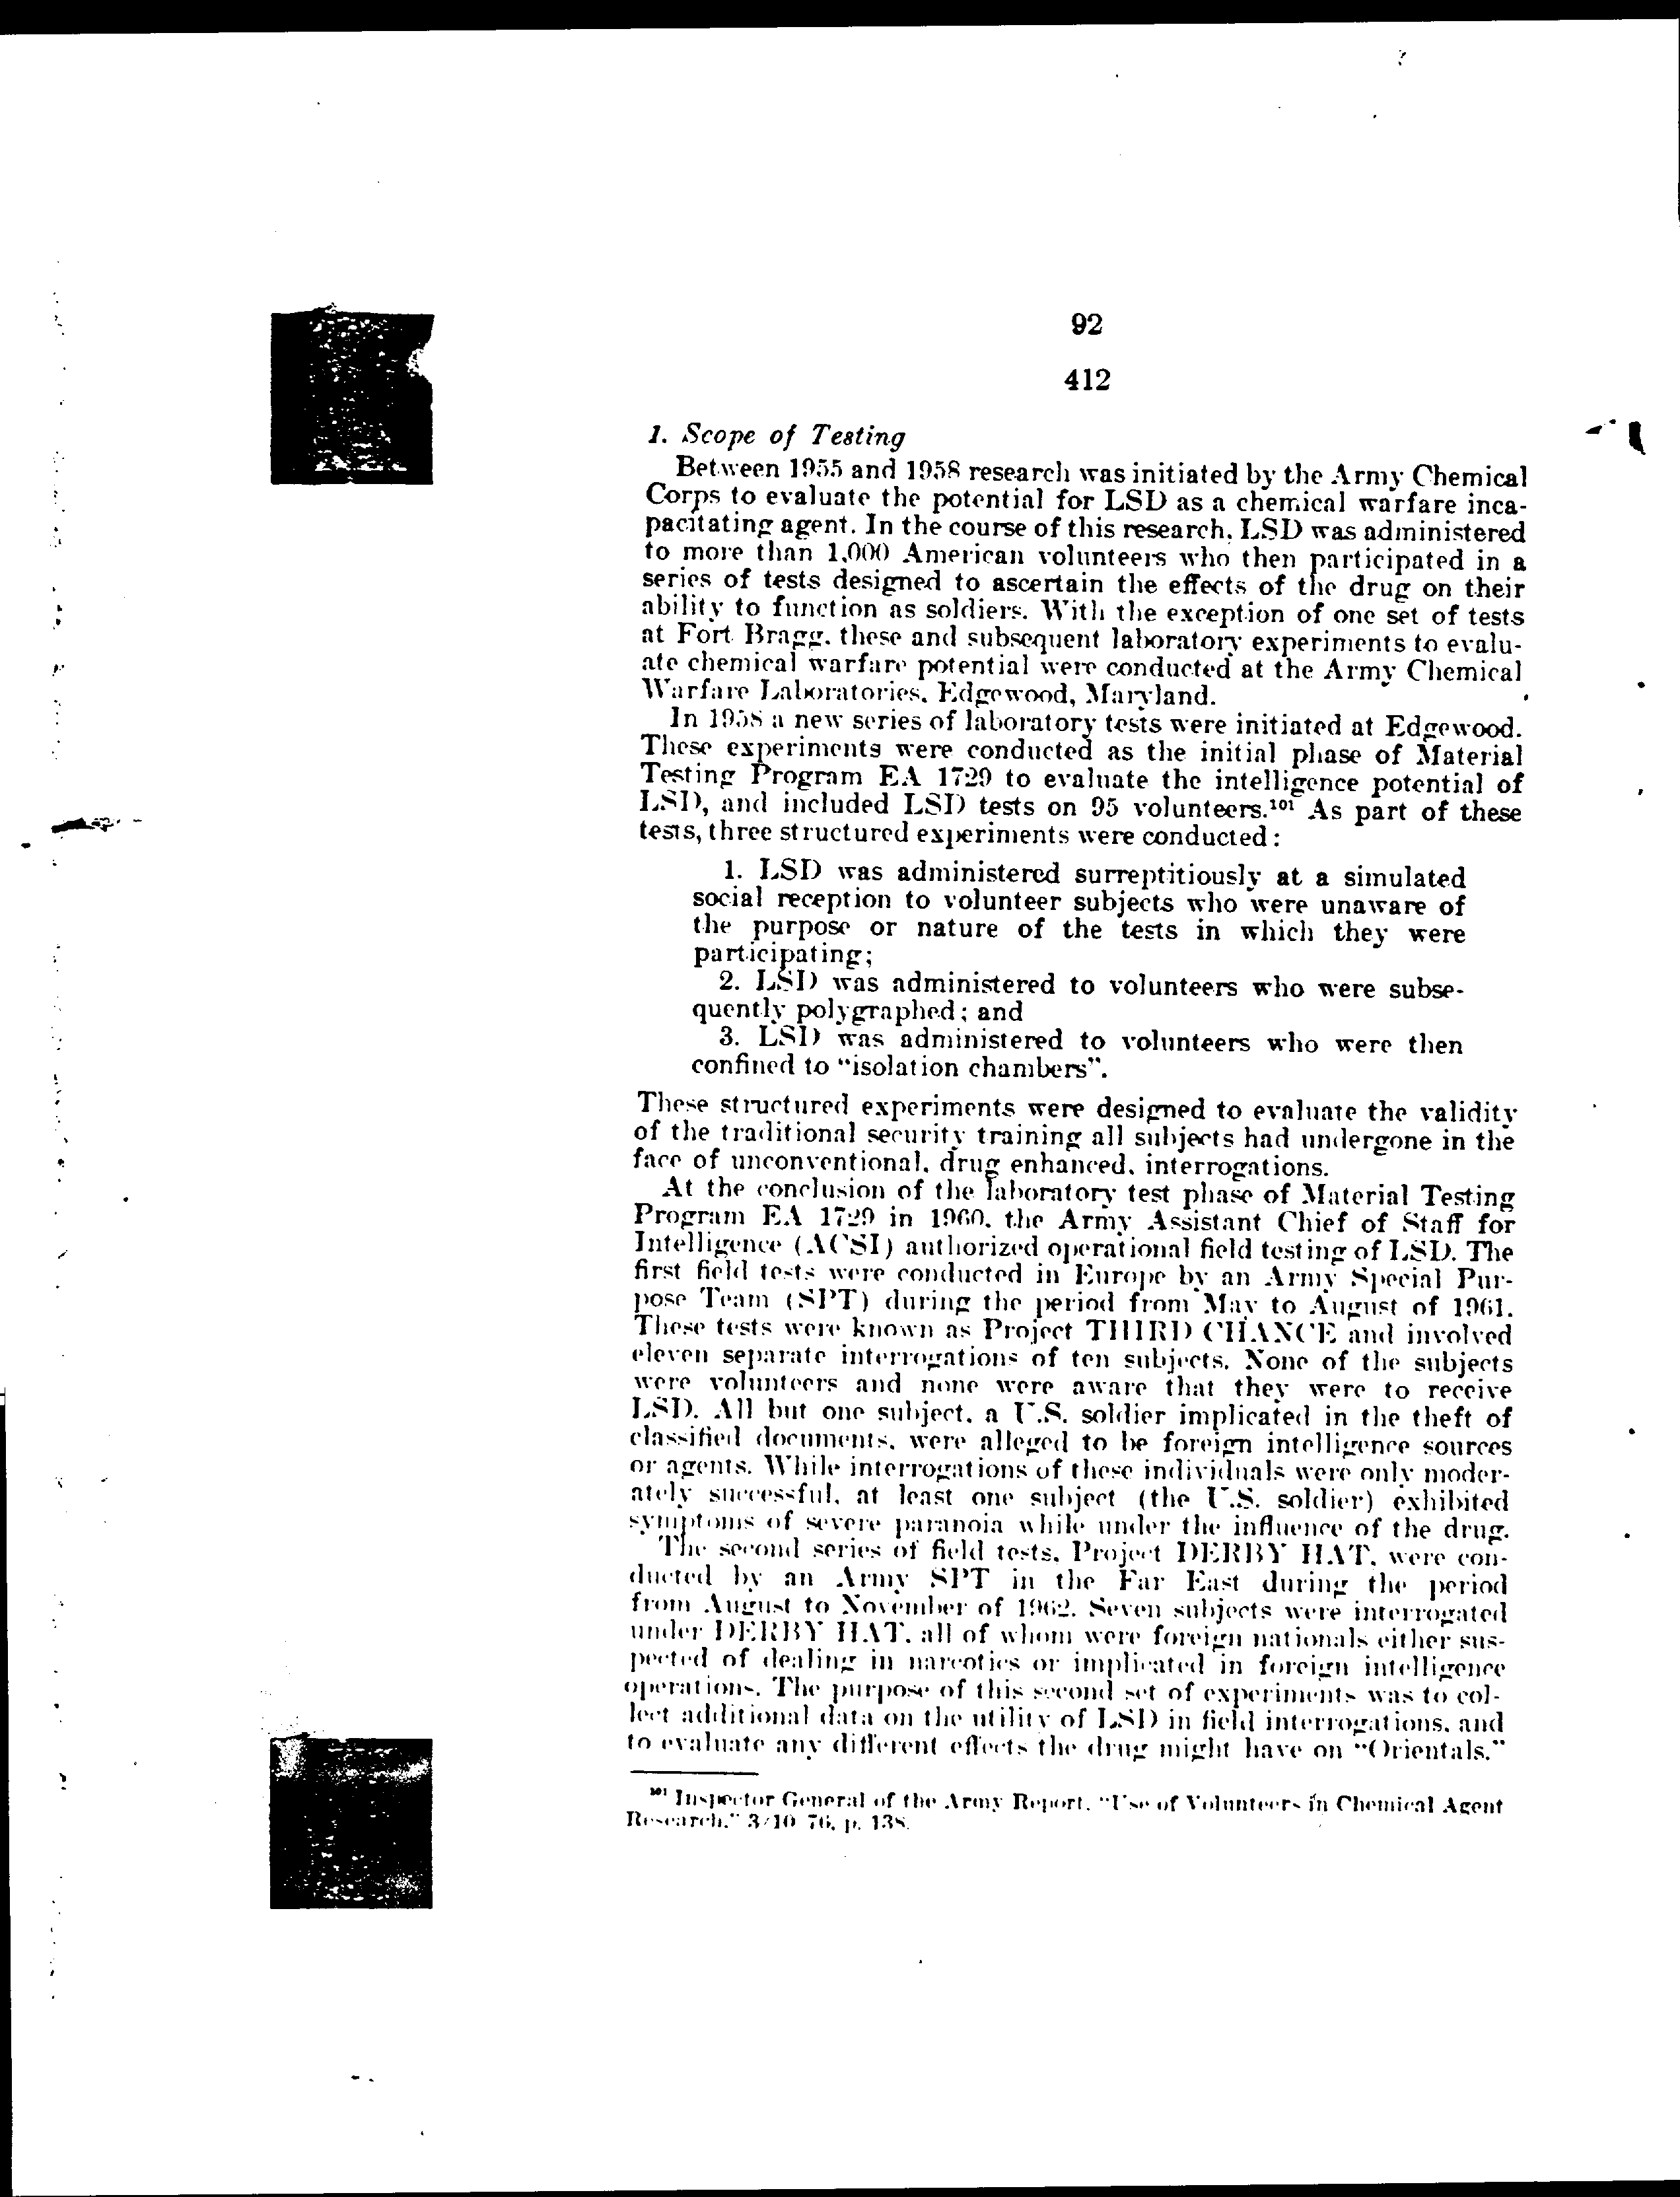 92
412
1. Scope of Testing
Between 1955 and 1958 research was initiated by the Army Chemical
Corps to evaluate the potential for LSD as a chemical warfare inca-
pacitating agent. In the course of this research, LSD was administered
to more than 1,000 American volunteers who then participated in a
series of tests designed to ascertain the effects of the drug on their
ability to function as soldiers. With the exception of one set of tests
at Fort Bragg, these and subsequent laboratory experiments to evalu-
ate chemical warfare potential were conducted at the Army Chemical
Warfare Laboratories, Edgewood, Maryland.
In 1958 a new series of laboratory tests were initiated at Edgewood.
These experiments were conducted as the initial phase of Material
Testing Program EA 1729 to evaluate the intelligence potential of
LSD, and included LSD tests on 95 volunteers.101 As part of these
tests, three structured experiments were conducted:
1. LSD was administered surreptitiously at a simulated
social reception to volunteer subjects who were unaware of
the purpose or nature of the tests in which they were
participating;
2. LSD was administered to volunteers who were subse-
quently polygraphed; and
3. LSD was administered to volunteers who were then
confined to "isolation chambers".
These structured experiments were designed to evaluate the validity
of the traditional security training all subjects had undergone in the
face of unconventional, drug enhanced, interrogations.
At the conclusion of the laboratory test phase of Material Testing
Program EA 1729 in 1960, the Army Assistant Chief of Staff for
Intelligence (ACSI) authorized operational field testing of LSD. The
first field tests were conducted in Europe by an Army Special Pur-
pose Team (SPT) during the period from May to August of 1961.
These tests were known as Project THIRD CHANCE and involved
eleven separate interrogations of ten subjects. None of the subjects
were volunteers and none were aware that they were to receive
LSD. All but one subject, a U.S. soldier implicated in the theft of
classified documents, were alleged to be foreign intelligence sources
or agents. While interrogations of these individuals were only moder-
ately successful, at least one subject (the U.S. soldier) exhibited
symptoms of severe paranoia while under the influence of the drug.
The second series of field tests, Project DERBY HAT, were con-
ducted by an Army SPT in the Far East during the period
from August to November of 1962. Seven subjects were interrogated
under DERBY HAT, all of whom were foreign nationals either sus-
pected of dealing in narcotics or implicated in foreign intelligence
operations. The purpose of this second set of experiments was to col-
lect additional data on the utility of LSD in field interrogations, and
to evaluate any different effects the drug might have on "Orientals."
101 Inspector General of the Army Report, "Use of Volunteers in Chemical Agent
Research," 3/10/76, p. 138.